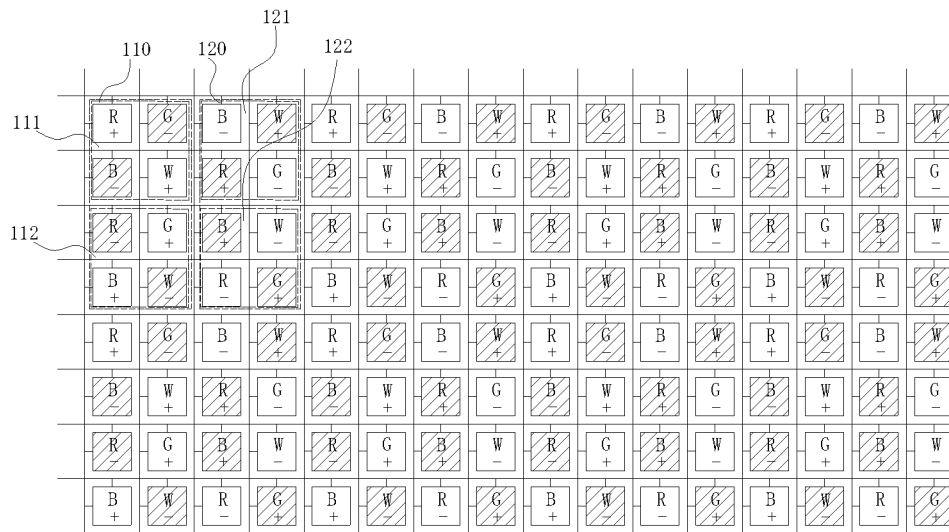 121
110 120 122
R G B W R G B W R G B W R G B W
+ - - + + - - + + - - + + - - +
111
B W R G B W R G B W R G B W R G
- + + - - + + - - + + - - + + -
R G B W R G B W R G B W R G B W
- + + - - + + - - + + - - + + -
112
B W R G B W R G B W R G B W R G
+ - - + + - - + + - - + + - - +
R G B W R G B W R G B W R G B W
+ - - + + - - + + - - + + - - +
B W R G B W R G B W R G B W R G
- + + - - + + - - + + - - + + -
R G B W R G B W R G B W R G B W
- + + - - + + - - + + - - + + -
B W R G B W R G B W R G B W R G
+ - - + + - - + + - - + + - - +